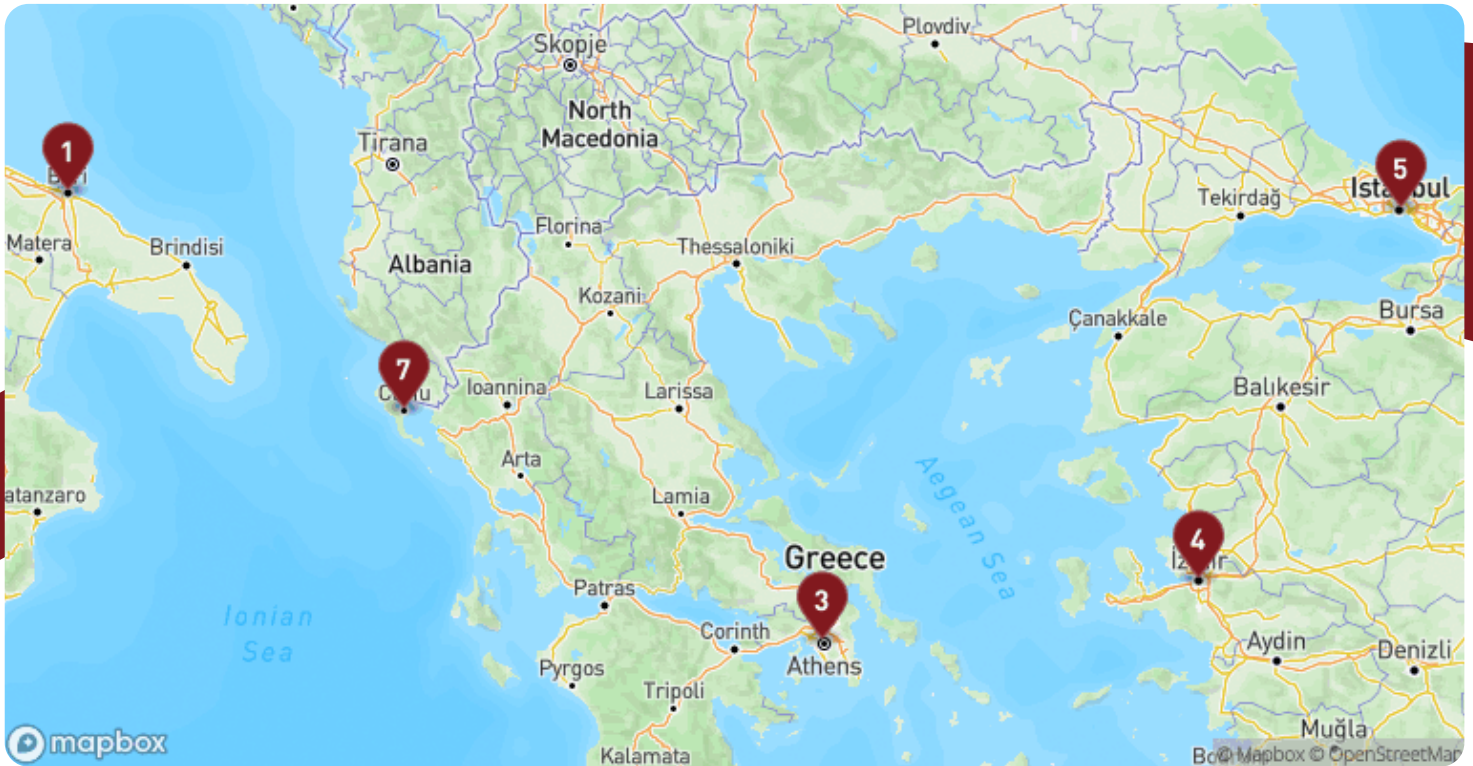 Plovdiv
Skopje
North
Macedonia
Tirana
1
5
Matera
Brindisi
Florina
Thessaloniki
Tekirdağ
Albania
Kozani
Çanakkale
Bursa
7
Ioannina
Larissa
Balıkesir
Arta
Lamia
Aegean Sea
4
Greece
3
Patras
Ionian
Sea
Corinth
Athens
Pyrgos
Tripoli
Aydin
Denizli
Muğla
Kalamata
mapbox
© Mapbox © OpenStreetMap